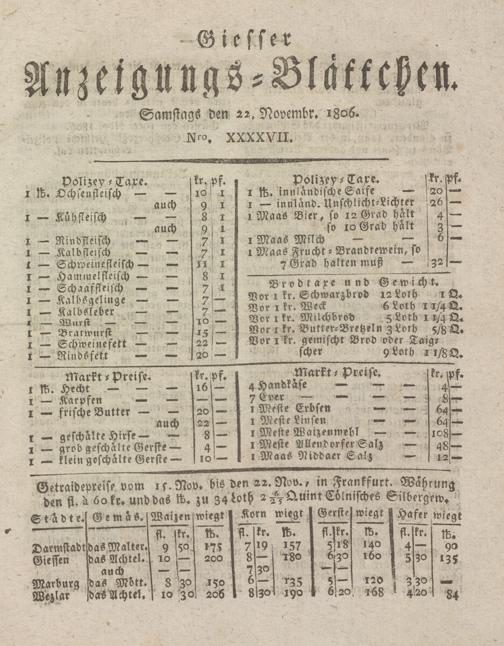 Giesser
Anzeigungs-Blättchen.
Samstags den 22. Novembr. 1806.
Nro. XXXXVII.
Polizey-Taxe. kr. pf.
1 ℔. Ochsenfleisch — — 10 1
auch 9 1
1 — Kühfleisch — — 8 1
auch 9 1
1 — Rindfleisch — — 7 1
1 — Kalbfleisch — — 7 1
1 — Schweinefleisch — — 11 1
1 — Hammelfleisch — — 8 1
1 — Schaaffleisch — — 7 1
1 — Kalbsgelinge — — 7 —
1 — Kalbsleber — — 7 —
1 — Wurst — — 10 —
1 — Bratwurst — — 15 —
1 — Schweinefett — — 22 —
1 — Rindsfett — — 20 —
Polizey-Taxe. kr. pf.
1 ℔. innländische Saife — 20 —
1 — innländ. Unschlicht-Lichter 26 —
1 Maas Bier, so 12 Grad hält 4 —
so 10 Grad hält 3 —
1 Maas Milch — — 6 —
1 Maas Frucht-Brandtewein, so
7 Grad halten muß — 32 —
Brodtaxe und Gewicht.
Vor 1 kr. Schwarzbrod 12 Loth 1 Q.
Vor 1 kr. Weck 6 Loth 1 1/4 Q.
Vor 1 kr. Milchbrod 5 Loth 1 1/4 Q.
Vor 1 kr. Butter-Bretzeln 3 Loth 5/8 Q.
Vor 1 kr. gemischt Brod oder Taig-
scher 9 Loth 1 1/8 Q.
Markt-Preise. kr. pf.
1 ℔. Hecht — — 16 —
1 — Karpfen — — — —
1 — frische Butter — — 20 —
auch 22 —
1 — geschälte Hirse — — 8 —
1 — grob geschälte Gerste — 4 —
1 — klein geschälte Gerste — 10 —
Markt-Preise. kr. pf.
4 Handkäse — — 4 —
7 Eyer — — 8 —
1 Meste Erbsen — — 64 —
1 Meste Linsen — — 64 —
1 Meste Waizenmehl — — 108 —
1 Meste Allendorfer Salz — 48 —
1 Maas Niddaer Salz — 12 —
Getraidepreise vom 15. Nov. bis den 22. Nov., in Frankfurt. Währung
den fl. à 60 kr. und das ℔. zu 34 Loth 2 6/25 Quint Cölnisches Silbergew.
Städte. Gemäs. Waizen wiegt Korn wiegt Gerste wiegt Hafer wiegt
fl. kr. fl. kr. fl. kr. fl. kr.
Darmstadt das Malter. 9 50 175 7 19 157 5 18 140 4 — 90
Giessen das Achtel. 10 — 200 8 — 180 6 30 160 5 30 135
auch — — 7 30 — — — —
Marburg das Mött. 8 30 150 6 — 135 5 — 120 3 30 —
Wezlar das Achtel. 10 30 206 8 30 190 6 20 168 4 20 84